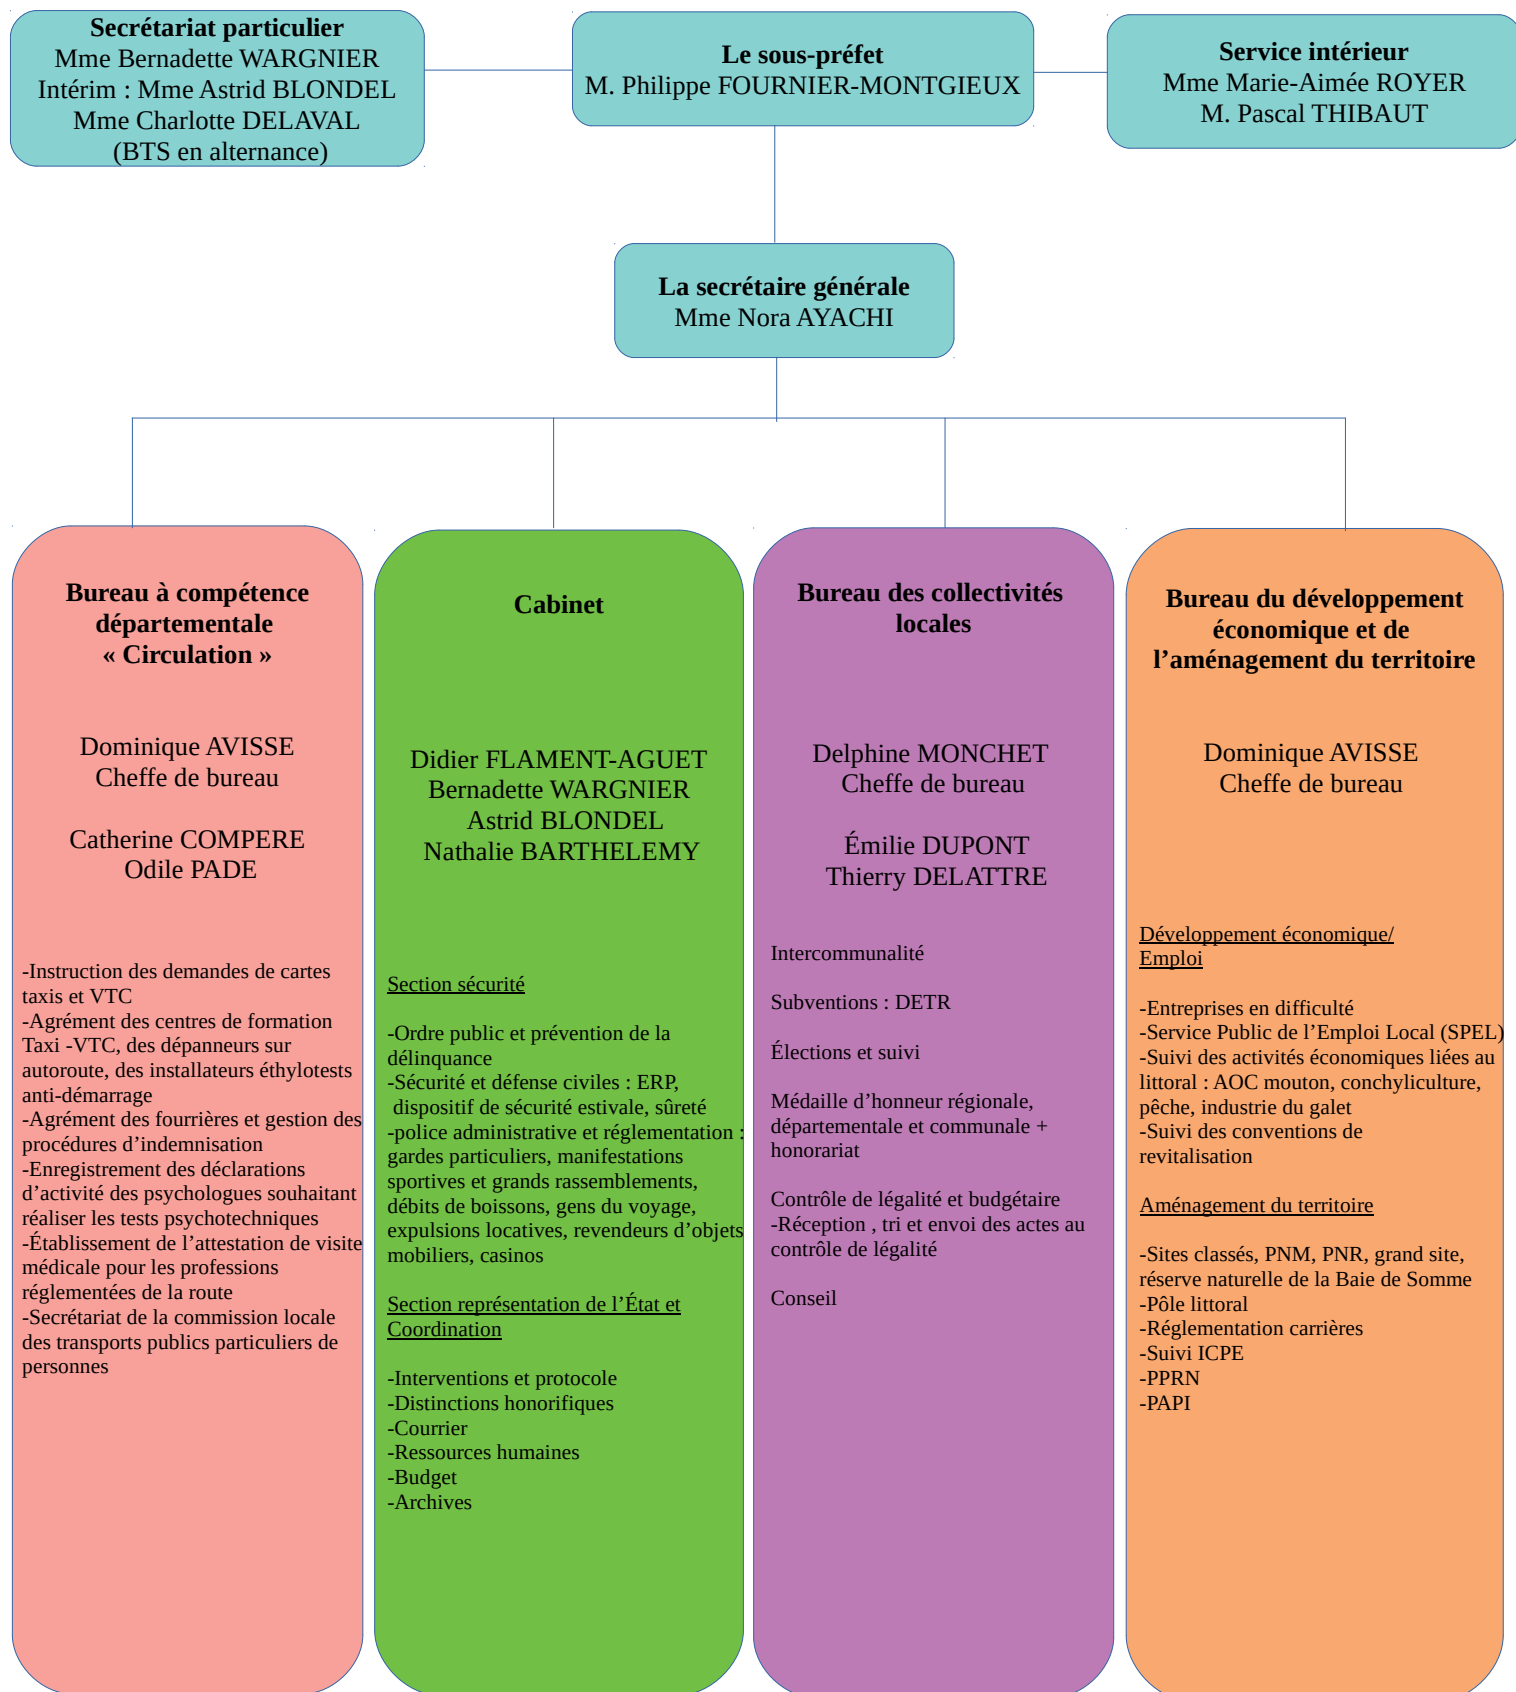 Secrétariat particulier
Mme Bernadette WARGNIER
Intérim : Mme Astrid BLONDEL
Mme Charlotte DELAVAL
(BTS en alternance)
Le sous-préfet
M. Philippe FOURNIER-MONTGIEUX
Service intérieur
Mme Marie-Aimée ROYER
M. Pascal THIBAUT
La secrétaire générale
Mme Nora AYACHI
Bureau à compétence
départementale
« Circulation »
Dominique AVISSE
Cheffe de bureau
Catherine COMPERE
Odile PADE
-Instruction des demandes de cartes
taxis et VTC
-Agrément des centres de formation
Taxi -VTC, des dépanneurs sur
autoroute, des installateurs éthylotests
anti-démarrage
-Agrément des fourrières et gestion des
procédures d’indemnisation
-Enregistrement des déclarations
d’activité des psychologues souhaitant
réaliser les tests psychotechniques
-Établissement de l’attestation de visite
médicale pour les professions
réglementées de la route
-Secrétariat de la commission locale
des transports publics particuliers de
personnes
Cabinet
Didier FLAMENT-AGUET
Bernadette WARGNIER
Astrid BLONDEL
Nathalie BARTHELEMY
Section sécurité
-Ordre public et prévention de la
délinquance
-Sécurité et défense civiles : ERP,
dispositif de sécurité estivale, sûreté
-police administrative et réglementation :
gardes particuliers, manifestations
sportives et grands rassemblements,
débits de boissons, gens du voyage,
expulsions locatives, revendeurs d’objets
mobiliers, casinos
Section représentation de l’État et
Coordination
-Interventions et protocole
-Distinctions honorifiques
-Courrier
-Ressources humaines
-Budget
-Archives
Bureau des collectivités
locales
Delphine MONCHET
Cheffe de bureau
Émilie DUPONT
Thierry DELATTRE
Intercommunalité
Subventions : DETR
Élections et suivi
Médaille d’honneur régionale,
départementale et communale +
honorariat
Contrôle de légalité et budgétaire
-Réception , tri et envoi des actes au
contrôle de légalité
Conseil
Bureau du développement
économique et de
l’aménagement du territoire
Dominique AVISSE
Cheffe de bureau
Développement économique/
Emploi
-Entreprises en difficulté
-Service Public de l’Emploi Local (SPEL)
-Suivi des activités économiques liées au
littoral : AOC mouton, conchyliculture,
pêche, industrie du galet
-Suivi des conventions de
revitalisation
Aménagement du territoire
-Sites classés, PNM, PNR, grand site,
réserve naturelle de la Baie de Somme
-Pôle littoral
-Réglementation carrières
-Suivi ICPE
-PPRN
-PAPI